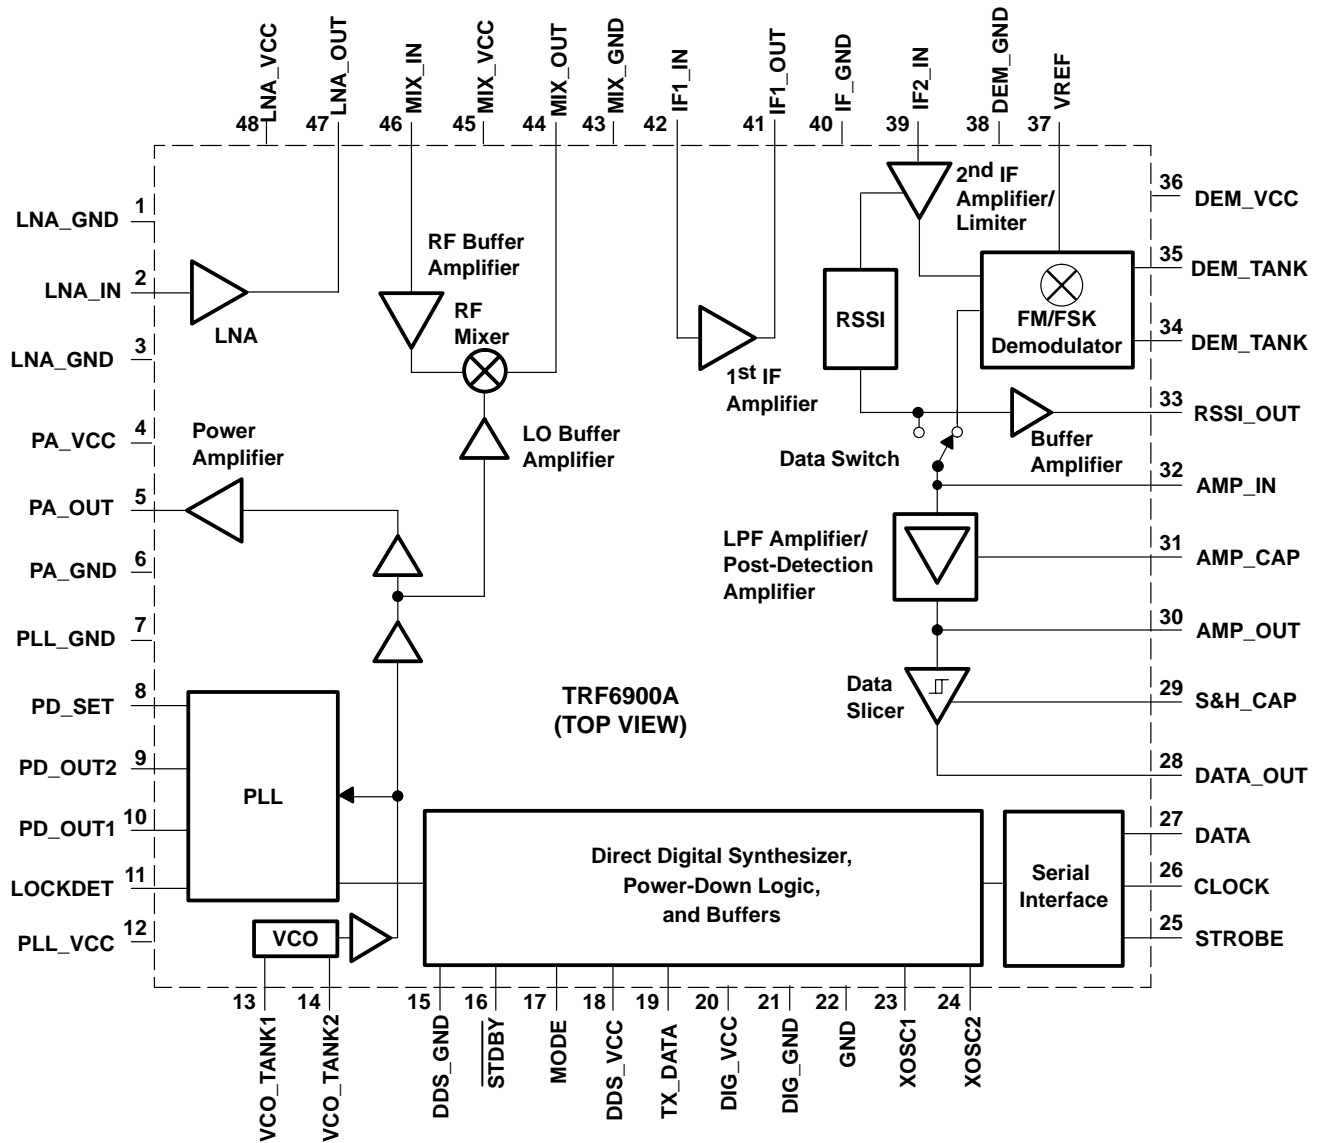 LNA_VCC
LNA_OUT
MIX_IN
MIX_VCC
MIX_OUT
MIX_GND
IF1_IN
IF1_OUT
IF_GND
IF2_IN
DEM_GND
VREF
48
47
46
45
44
43
42
41
40
39
38
37
1
LNA_GND
2
LNA_IN
3
LNA_GND
4
PA_VCC
5
PA_OUT
6
PA_GND
7
PLL_GND
8
PD_SET
9
PD_OUT2
10
PD_OUT1
11
LOCKDET
12
PLL_VCC
LNA
RF Buffer
Amplifier
RF
Mixer
1st IF
Amplifier
2nd IF
Amplifier/
Limiter
RSSI
FM/FSK
Demodulator
Power
Amplifier
LO Buffer
Amplifier
Data Switch
Buffer
Amplifier
LPF Amplifier/
Post-Detection
Amplifier
Data
Slicer
TRF6900A
(TOP VIEW)
PLL
VCO
Direct Digital Synthesizer,
Power-Down Logic,
and Buffers
Serial
Interface
36
DEM_VCC
35
DEM_TANK
34
DEM_TANK
33
RSSI_OUT
32
AMP_IN
31
AMP_CAP
30
AMP_OUT
29
S&H_CAP
28
DATA_OUT
27
DATA
26
CLOCK
25
STROBE
13
14
15
16
17
18
19
20
21
22
23
24
VCO_TANK1
VCO_TANK2
DDS_GND
STDBY
MODE
DDS_VCC
TX_DATA
DIG_VCC
DIG_GND
GND
XOSC1
XOSC2